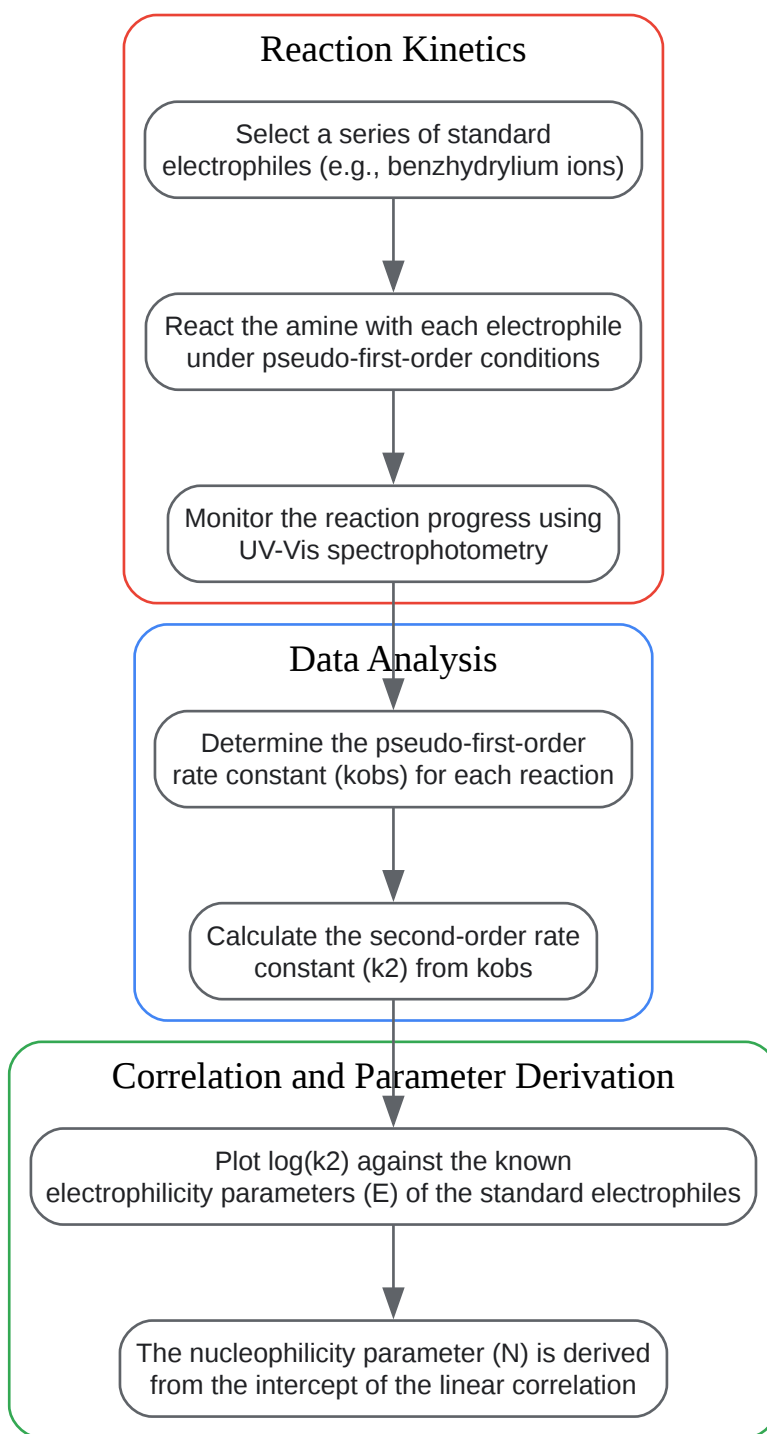 Reaction Kinetics
Select a series of standard
electrophiles (e.g., benzhydrylium ions)
React the amine with each electrophile
under pseudo-first-order conditions
Monitor the reaction progress using
UV-Vis spectrophotometry
Data Analysis
Determine the pseudo-first-order
rate constant (kobs) for each reaction
Calculate the second-order rate
constant (k2) from kobs
Correlation and Parameter Derivation
Plot log(k2) against the known
electrophilicity parameters (E) of the standard electrophiles
The nucleophilicity parameter (N) is derived
from the intercept of the linear correlation